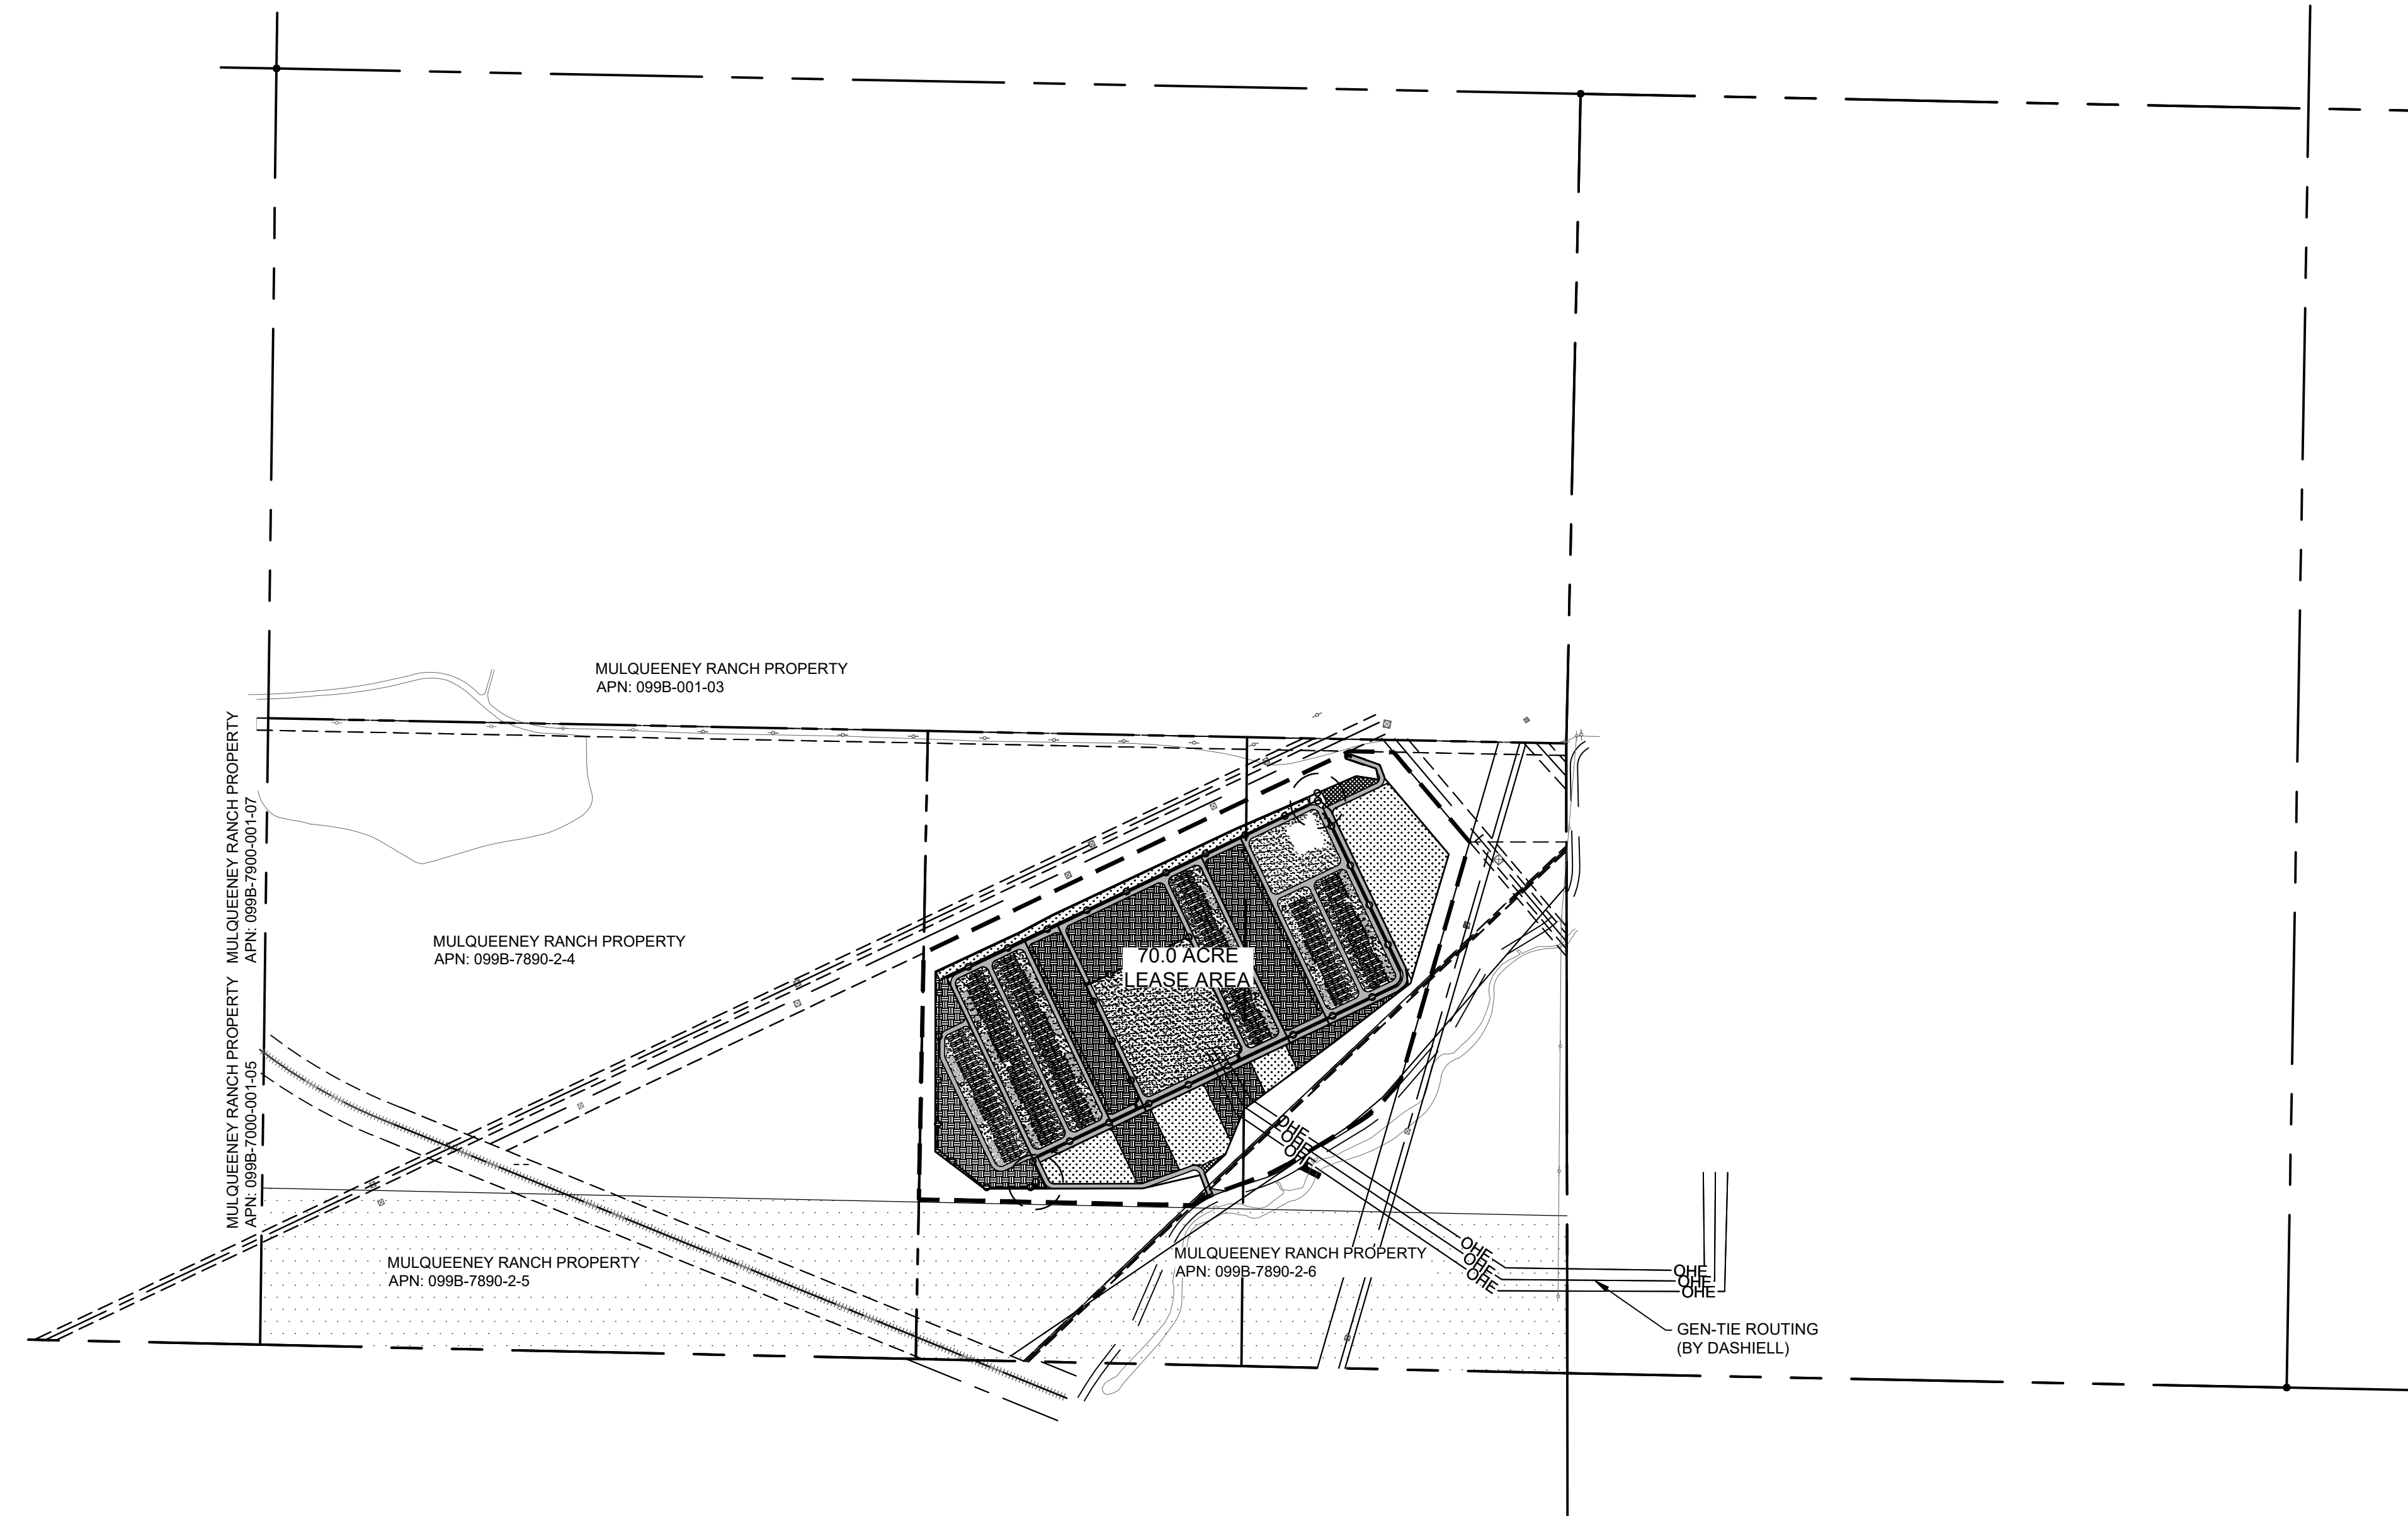 MULQUEENEY RANCH PROPERTY
APN: 099B-001-03
MULQUEENEY RANCH PROPERTY
APN: 099B-7900-001-07
MULQUEENEY RANCH PROPERTY
APN: 099B-7890-2-4
70.0 ACRE
LEASE AREA
MULQUEENEY RANCH PROPERTY
APN: 099B-7000-001-05
OHE
OHE
OHE
MULQUEENEY RANCH PROPERTY
APN: 099B-7890-2-5
MULQUEENEY RANCH PROPERTY
APN: 099B-7890-2-6
OHE
OHE
OHE
OHE
OHE
OHE
GEN-TIE ROUTING
(BY DASHIELL)